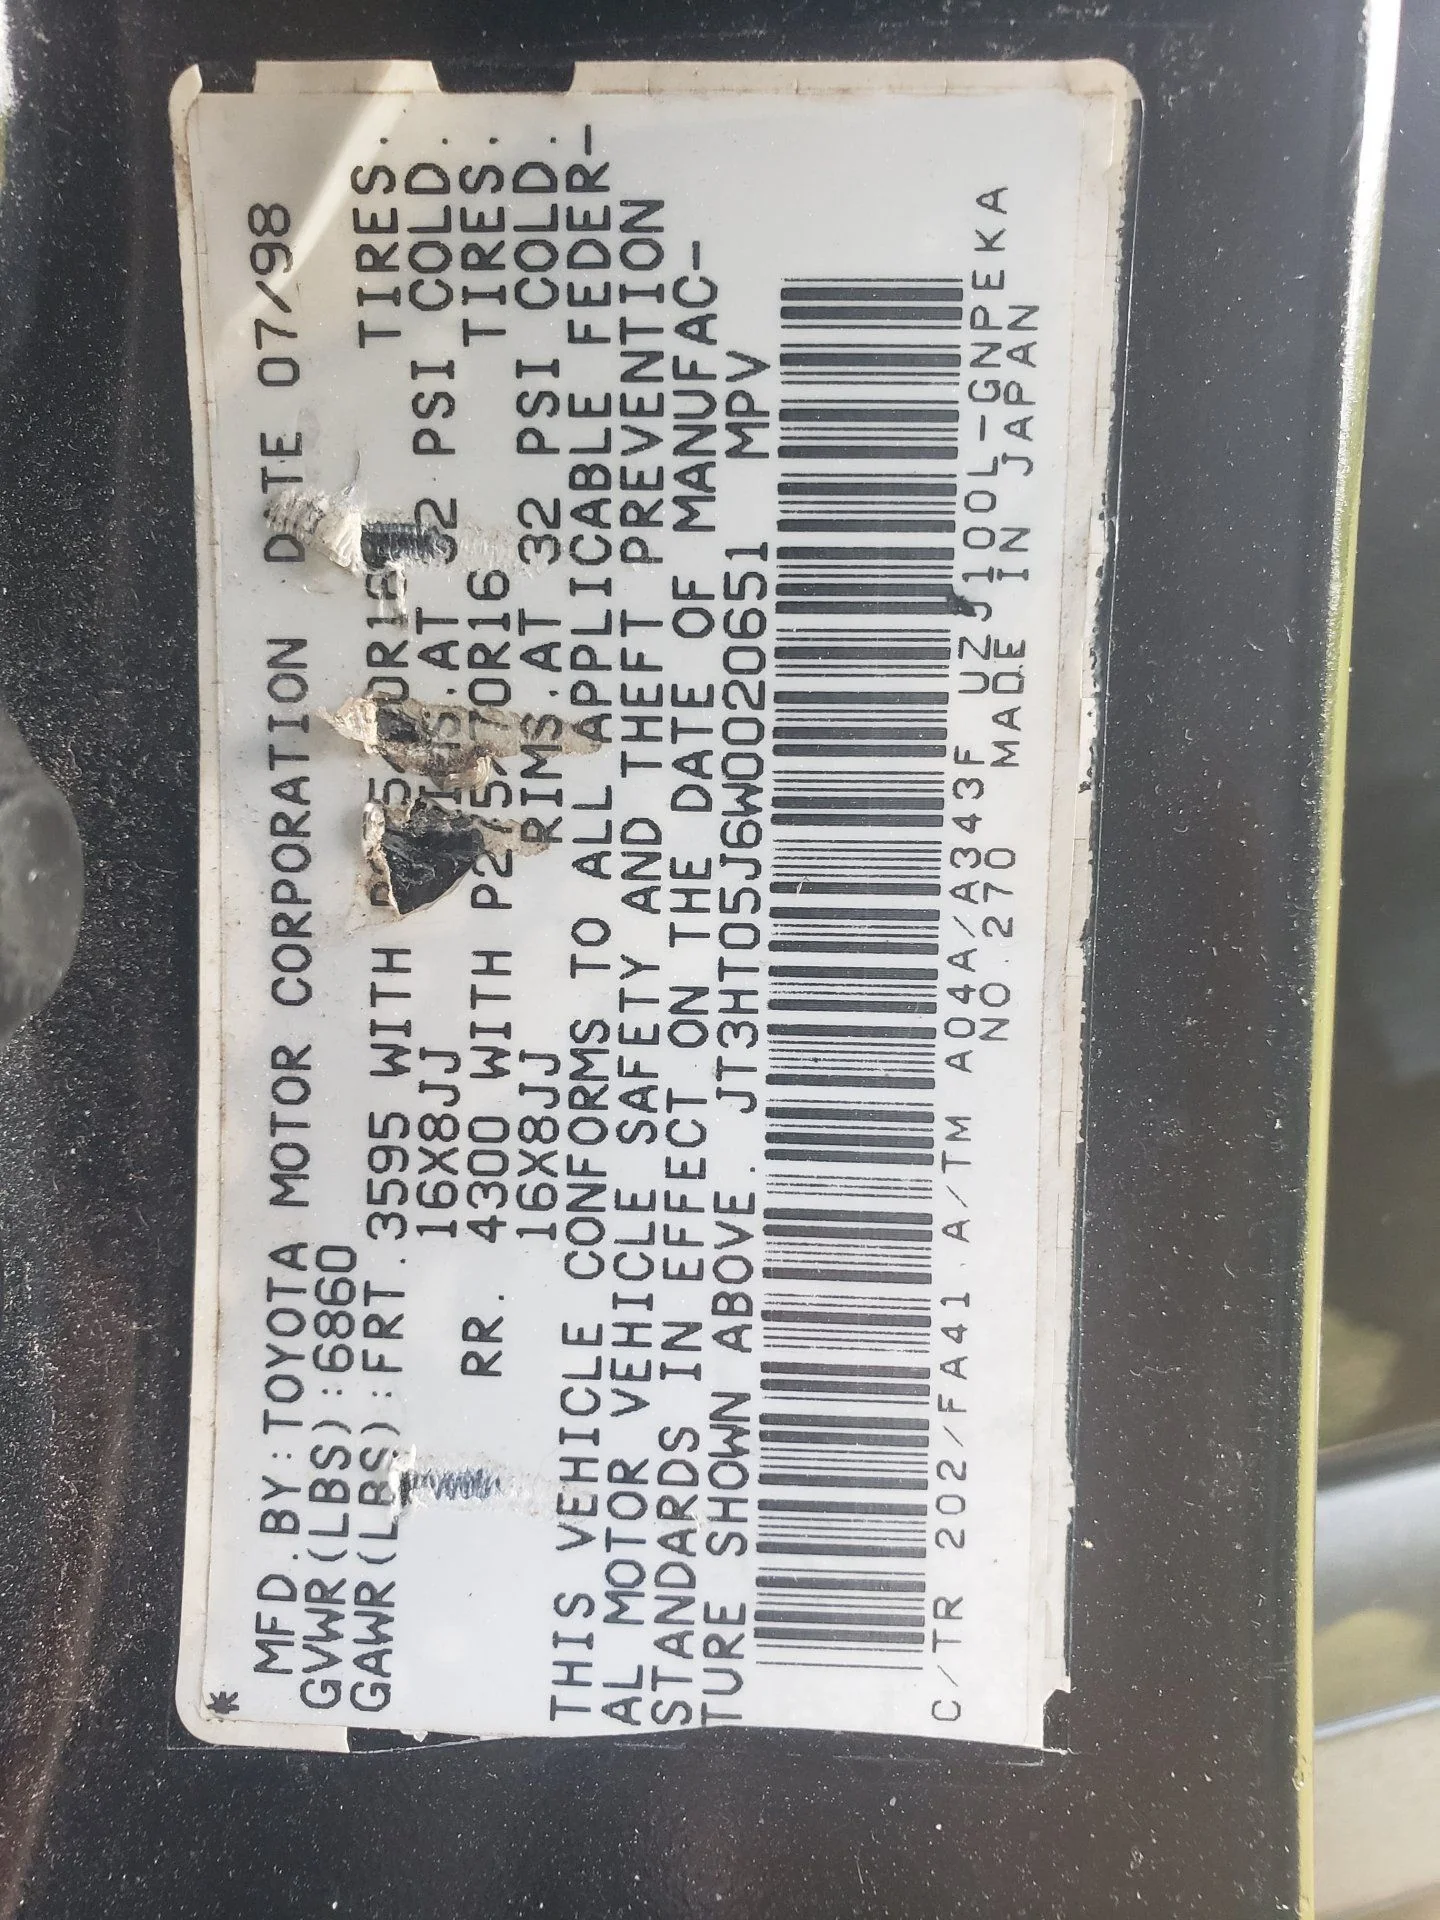 *
MFD.BY:TOYOTA MOTOR CORPORATION DATE 07/98
GVWR(LBS):6860
GAWR(LBS):FRT.3595 WITH TIRES.
16X8JJ AT 32 PSI COLD.
RR. 4300 WITH P275/70R16 TIRES.
16X8JJ RIMS.AT 32 PSI COLD.
THIS VEHICLE CONFORMS TO ALL APPLICABLE FEDER-
AL MOTOR VEHICLE SAFETY AND THEFT PREVENTION
STANDARDS IN EFFECT ON THE DATE OF MANUFAC-
TURE SHOWN ABOVE. JT3HT05J6W0020651 MPV
C/TR 202/FA41 A/TM A04A/A343F UZJ100L-GNPEKA
NO.270 MADE IN JAPAN